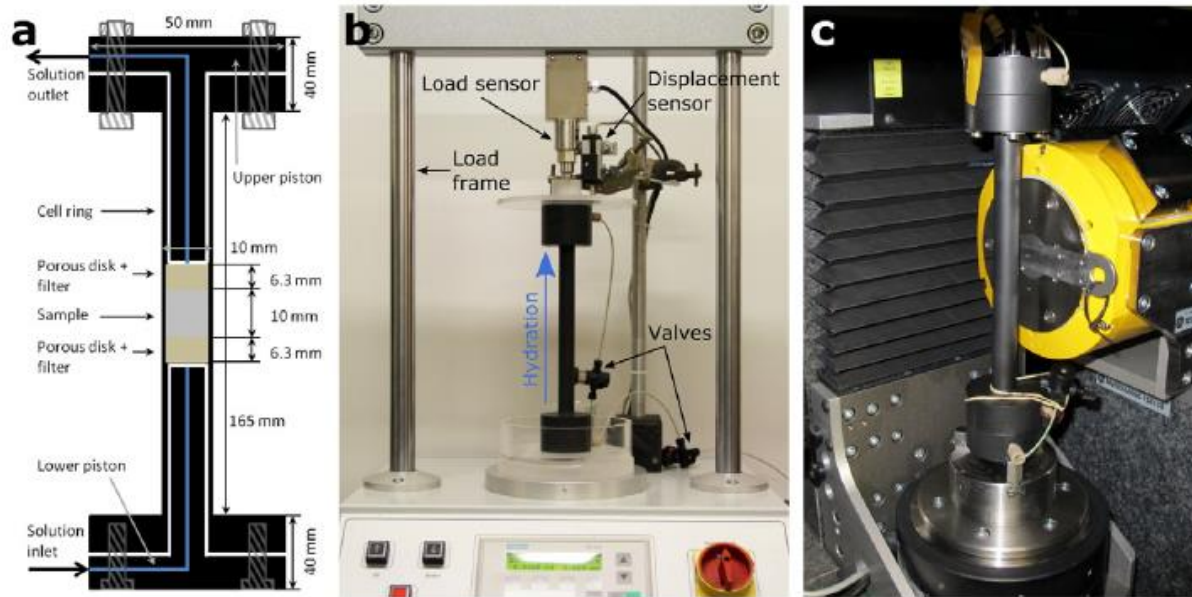 a
50 mm
40 mm
Solution
outlet
Upper piston
Cell ring
10 mm
Porous disk +
filter
6.3 mm
Sample
10 mm
Porous disk +
filter
6.3 mm
165 mm
Lower piston
Solution
inlet
40 mm
b
Load sensor
Displacement
sensor
Load
frame
Hydration
Valves
c